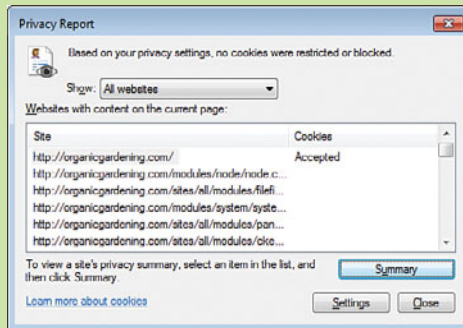 Privacy Report
Based on your privacy settings, no cookies were restricted or blocked.
Show: All websites
Websites with content on the current page:
Site Cookies
http://organicgardening.com/ Accepted
http://organicgardening.com/modules/node/node.c...
http://organicgardening.com/sites/all/modules/filefi...
http://organicgardening.com/modules/system/syste...
http://organicgardening.com/sites/all/modules/pan...
http://organicgardening.com/sites/all/modules/cke...
To view a site's privacy summary, select an item in the list, and
then click Summary.
Summary
Learn more about cookies
Settings Close